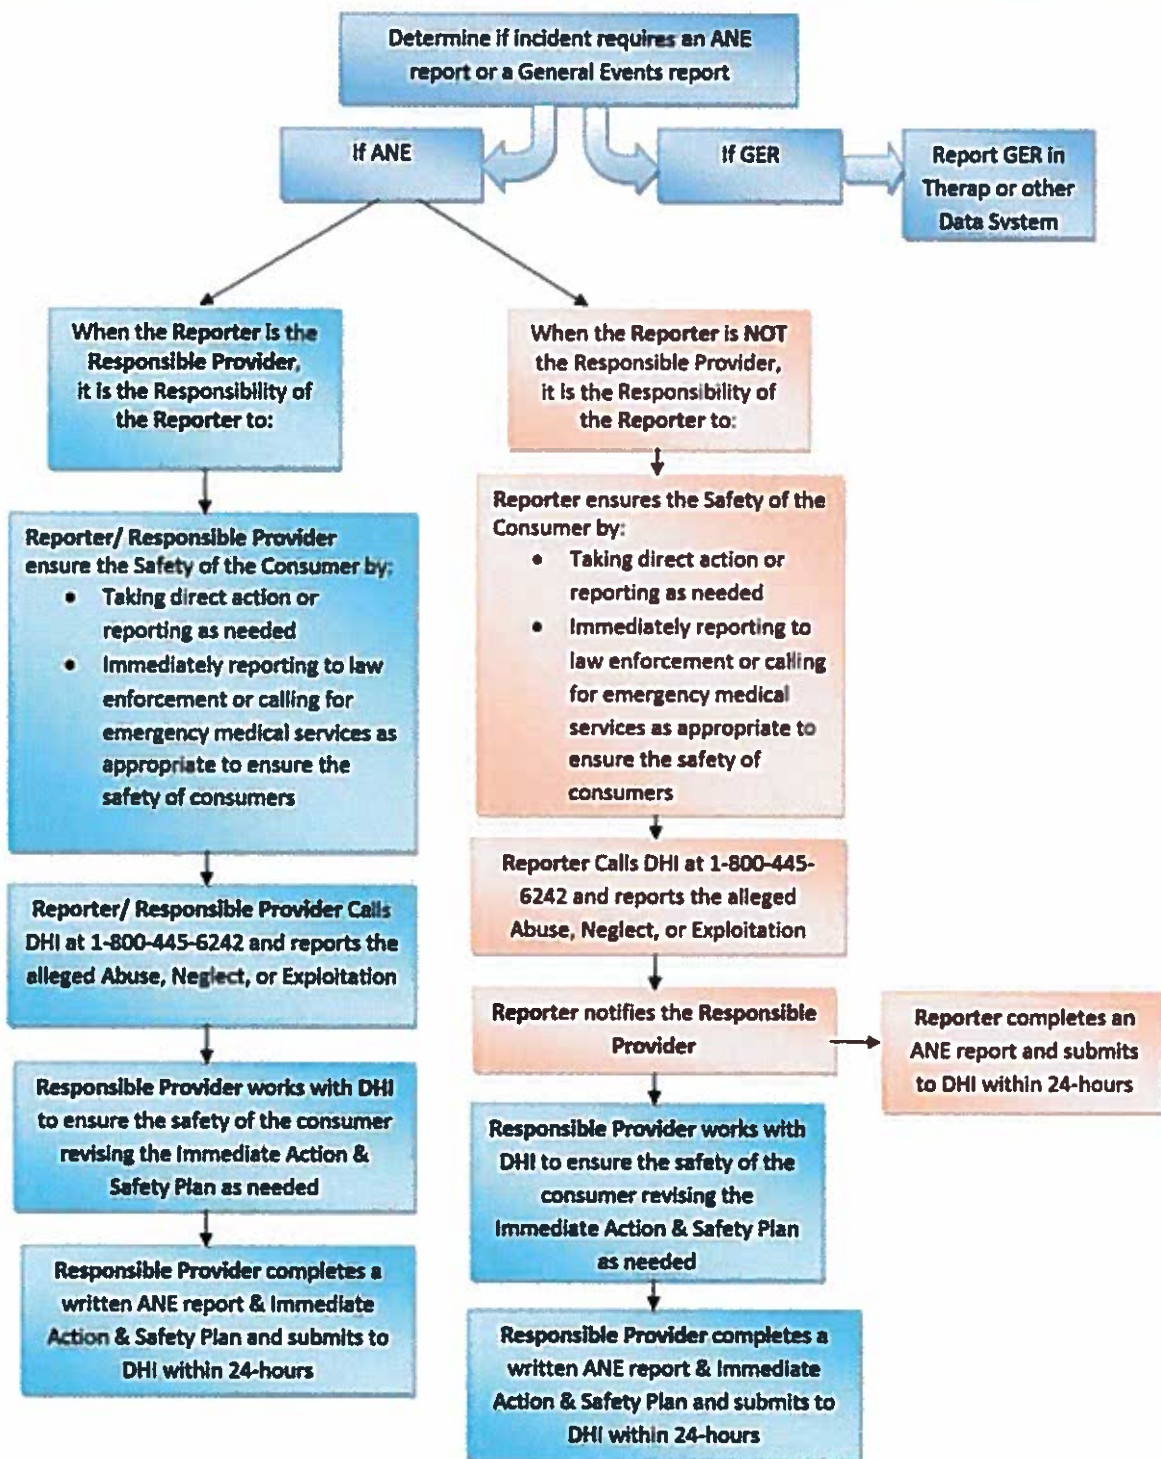 Determine if incident requires an ANE
report or a General Events report
If ANE
If GER
Report GER in
Therap or other
Data System
When the Reporter is the
Responsible Provider,
it is the Responsibility of
the Reporter to:
Reporter/ Responsible Provider
ensure the Safety of the Consumer by:
• Taking direct action or
reporting as needed
• Immediately reporting to law
enforcement or calling for
emergency medical services as
appropriate to ensure the
safety of consumers
Reporter/ Responsible Provider Calls
DHI at 1-800-445-6242 and reports the
alleged Abuse, Neglect, or Exploitation
Responsible Provider works with DHI
to ensure the safety of the consumer
revising the Immediate Action &
Safety Plan as needed
Responsible Provider completes a
written ANE report & Immediate
Action & Safety Plan and submits to
DHI within 24-hours
When the Reporter is NOT
the Responsible Provider,
it is the Responsibility of
the Reporter to:
Reporter ensures the Safety of the
Consumer by:
• Taking direct action or
reporting as needed
• Immediately reporting to
law enforcement or calling
for emergency medical
services as appropriate to
ensure the safety of
consumers
Reporter Calls DHI at 1-800-445-
6242 and reports the alleged
Abuse, Neglect, or Exploitation
Reporter notifies the Responsible
Provider
Reporter completes an
ANE report and submits
to DHI within 24-hours
Responsible Provider works with
DHI to ensure the safety of the
consumer revising the
Immediate Action & Safety Plan
as needed
Responsible Provider completes a
written ANE report & Immediate
Action & Safety Plan and submits to
DHI within 24-hours